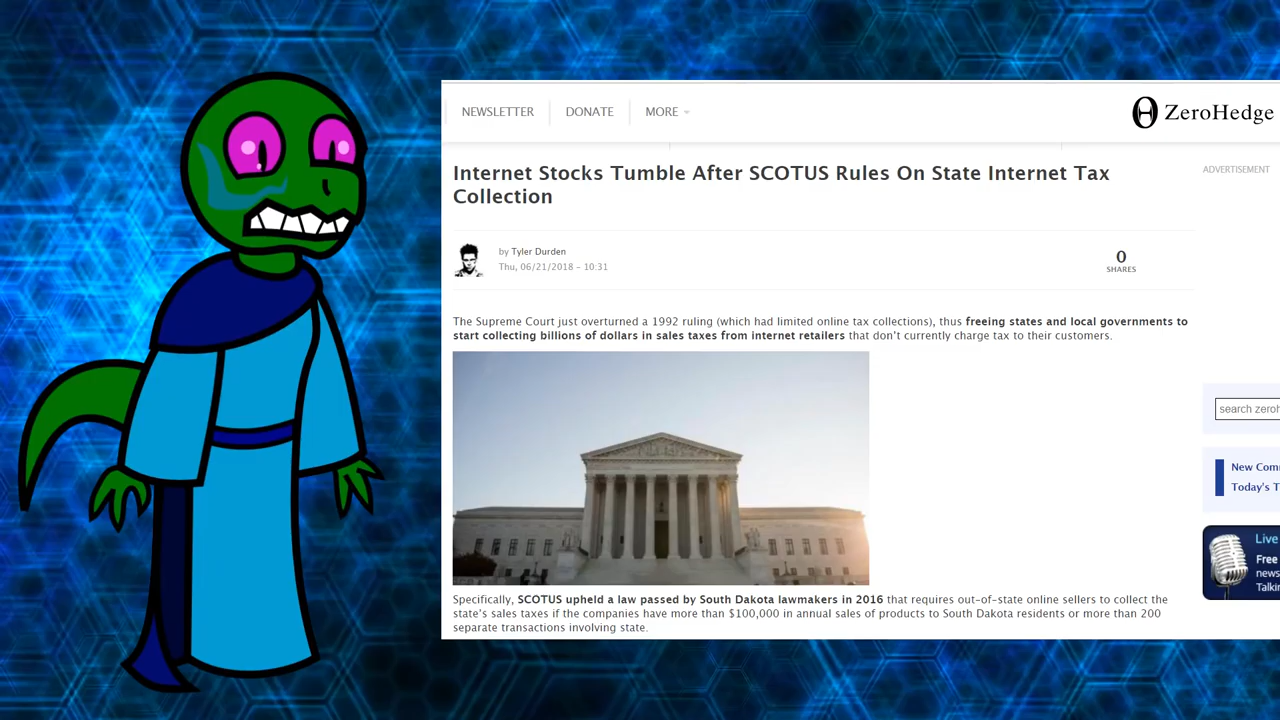 NEWSLETTER DONATE MORE
ZeroHedge
Internet Stocks Tumble After SCOTUS Rules On State Internet Tax
Collection
ADVERTISEMENT
by Tyler Durden
Thu, 06/21/2018 - 10:31
0
SHARES
The Supreme Court just overturned a 1992 ruling (which had limited online tax collections), thus freeing states and local governments to
start collecting billions of dollars in sales taxes from internet retailers that don't currently charge tax to their customers.
search zeroh
New Com
Today's T
Live
Free
news
Talkin
Specifically, SCOTUS upheld a law passed by South Dakota lawmakers in 2016 that requires out-of-state online sellers to collect the
state's sales taxes if the companies have more than $100,000 in annual sales of products to South Dakota residents or more than 200
separate transactions involving state.